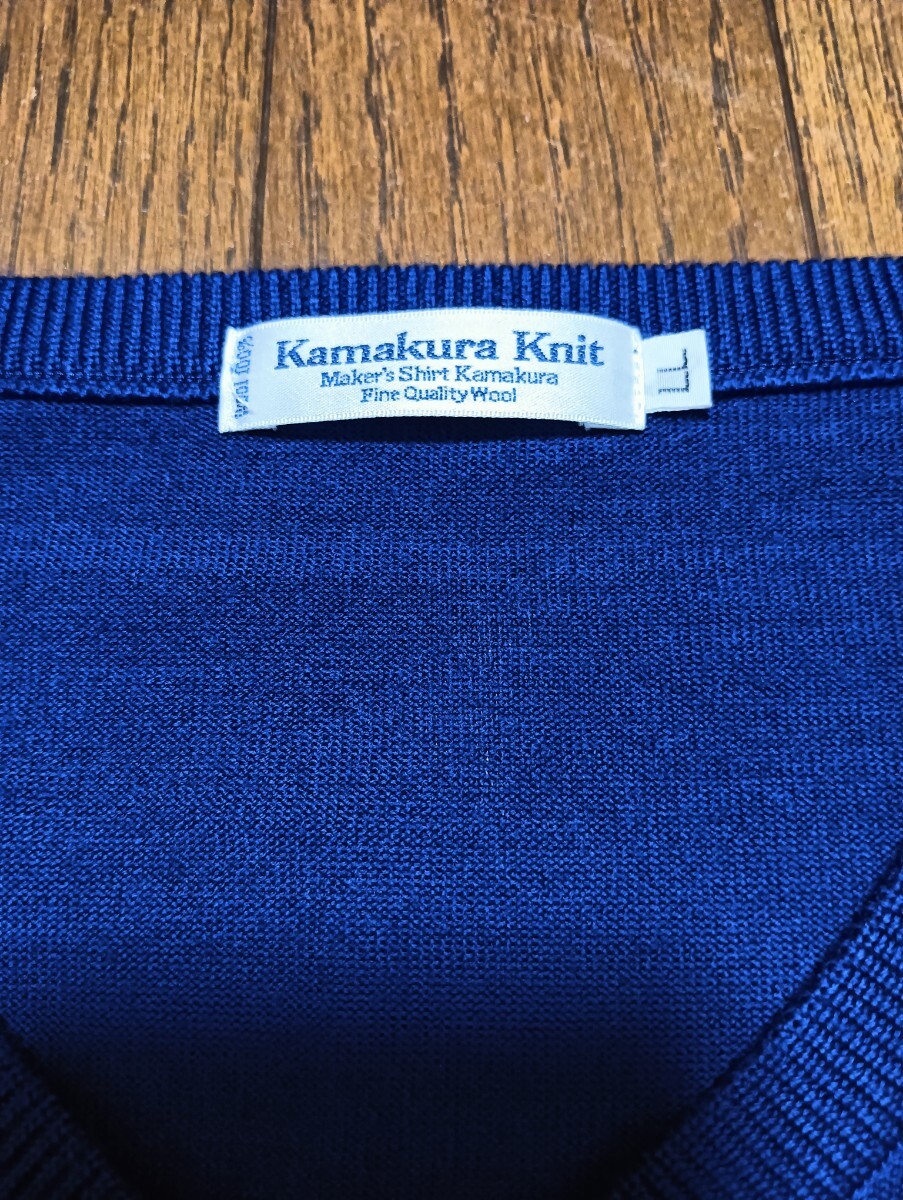 Kamakura Knit
Maker's Shirt Kamakura
Fine Quality Wool
Wool 100%
LL